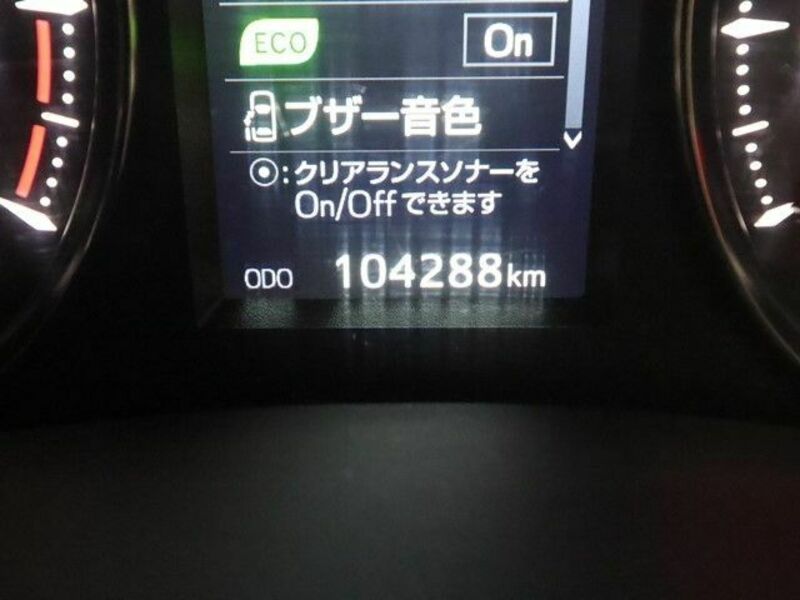 ECO On
ブザー音色
⦿:クリアランスソナーを
On/Offできます
ODO 104288km